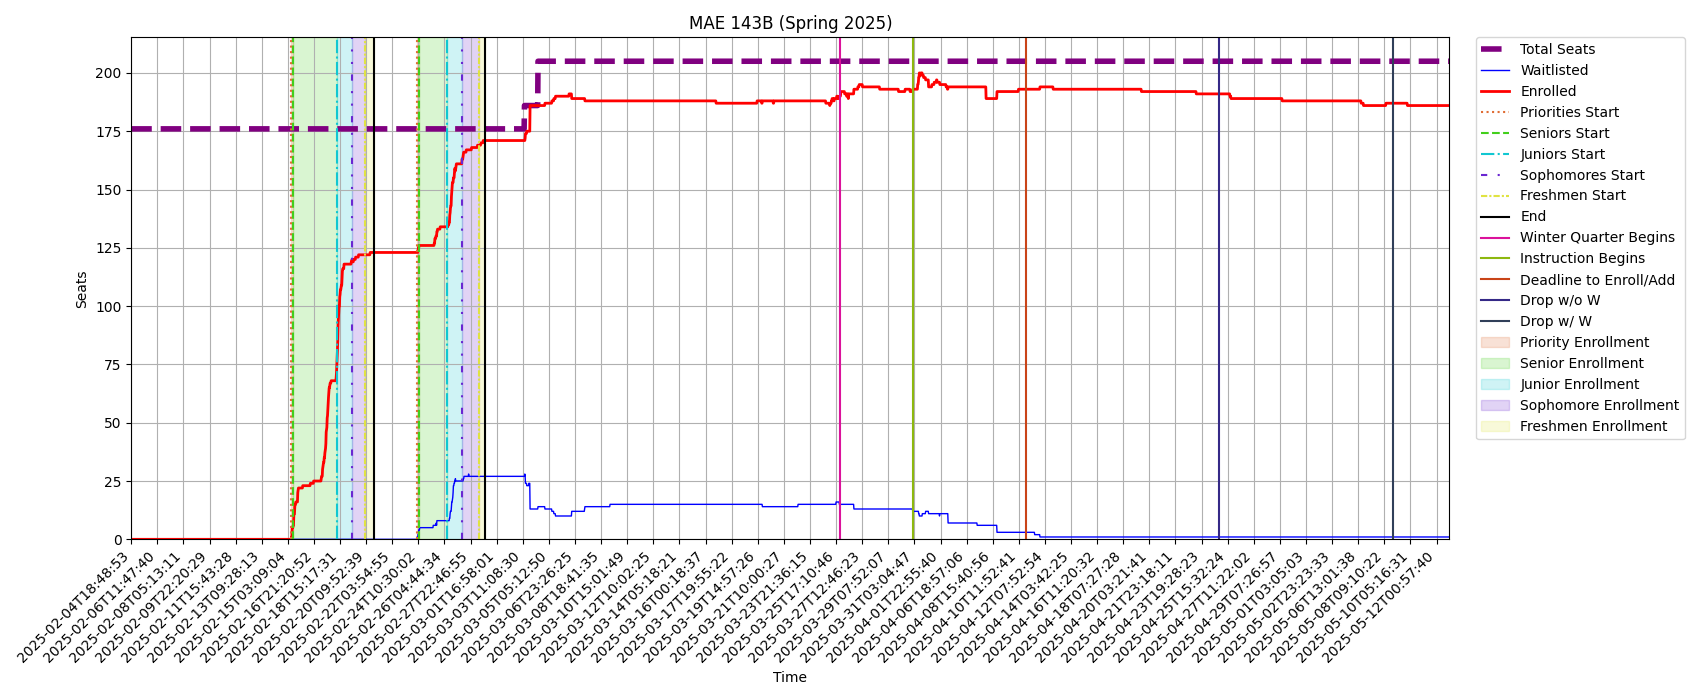 MAE 143B (Spring 2025)
Seats
200
175
150
125
100
75
50
25
0
2025-02-04T18:48:53
2025-02-06T11:47:40
2025-02-08T05:13:11
2025-02-09T22:20:29
2025-02-11T15:43:28
2025-02-13T09:28:13
2025-02-15T03:09:04
2025-02-16T21:20:52
2025-02-18T15:17:31
2025-02-20T09:52:39
2025-02-22T03:54:55
2025-02-24T10:30:02
2025-02-26T04:44:34
2025-02-27T22:46:55
2025-03-01T16:58:01
2025-03-03T11:08:30
2025-03-05T05:12:50
2025-03-06T23:26:25
2025-03-08T18:41:35
2025-03-10T15:01:49
2025-03-12T10:02:25
2025-03-14T05:18:21
2025-03-16T00:18:37
2025-03-17T19:55:22
2025-03-19T14:57:26
2025-03-21T10:00:27
2025-03-23T21:36:15
2025-03-25T17:10:46
2025-03-27T12:46:23
2025-03-29T07:52:07
2025-03-31T03:04:47
2025-04-01T22:55:40
2025-04-06T18:57:06
2025-04-08T15:40:56
2025-04-10T11:52:41
2025-04-12T07:52:54
2025-04-14T03:42:25
2025-04-16T11:20:32
2025-04-18T07:27:28
2025-04-20T03:21:41
2025-04-21T23:18:11
2025-04-23T19:28:23
2025-04-25T15:32:24
2025-04-27T11:22:02
2025-04-29T07:26:57
2025-05-01T03:05:03
2025-05-02T23:23:33
2025-05-06T13:01:38
2025-05-08T09:10:22
2025-05-10T05:16:31
2025-05-12T00:57:40
Time
Total Seats
Waitlisted
Enrolled
Priorities Start
Seniors Start
Juniors Start
Sophomores Start
Freshmen Start
End
Winter Quarter Begins
Instruction Begins
Deadline to Enroll/Add
Drop w/o W
Drop w/ W
Priority Enrollment
Senior Enrollment
Junior Enrollment
Sophomore Enrollment
Freshmen Enrollment